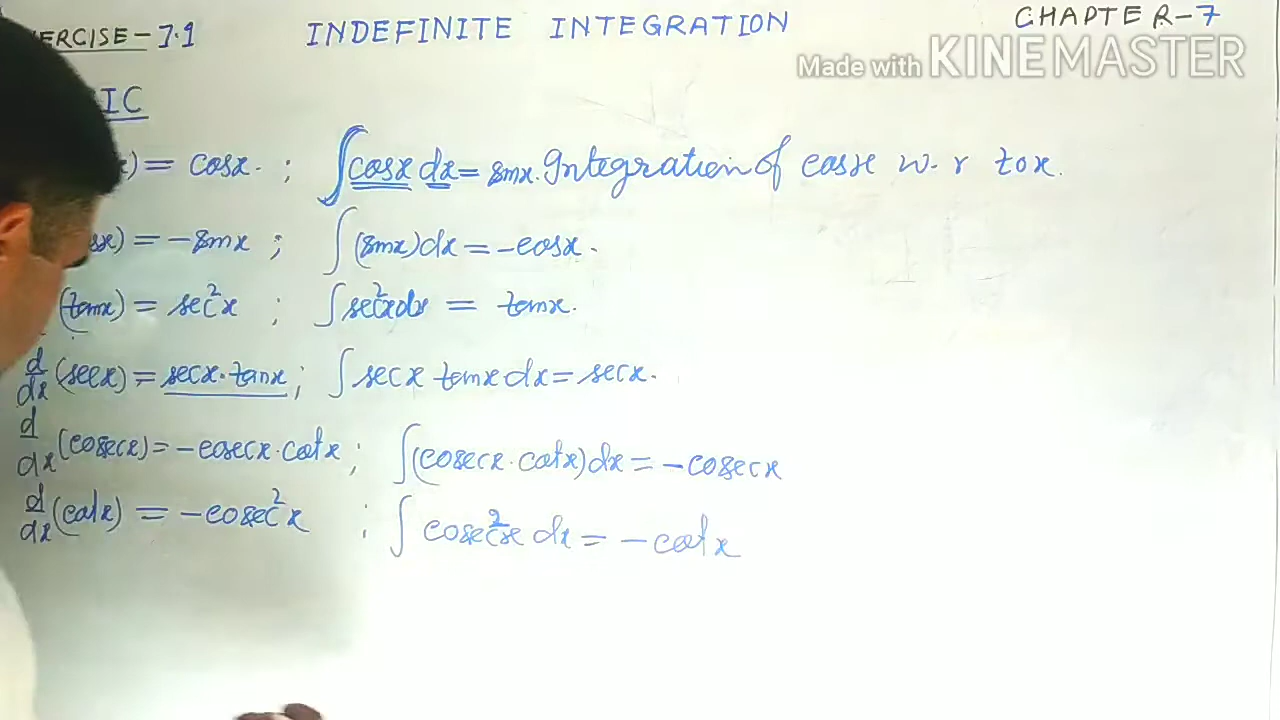 ERCISE-7.1 INDEFINITE INTEGRATION CHAPTER-7
Made with KINEMASTER
IC
x) = cosx. ; ∫cosx dx = sinx. Integration of cosx w.r to x.
sx) = -sinx ; ∫(sinx)dx = -cosx.
(tanx) = sec²x ; ∫sec²xdx = tanx.
d/dx (secx) = secx.tanx ; ∫secx tanx dx = secx.
d/dx (cosecx) = -cosecx.cotx ; ∫(cosecx.cotx)dx = -cosecx
d/dx (cotx) = -cosec²x ; ∫cosec²x dx = -cotx